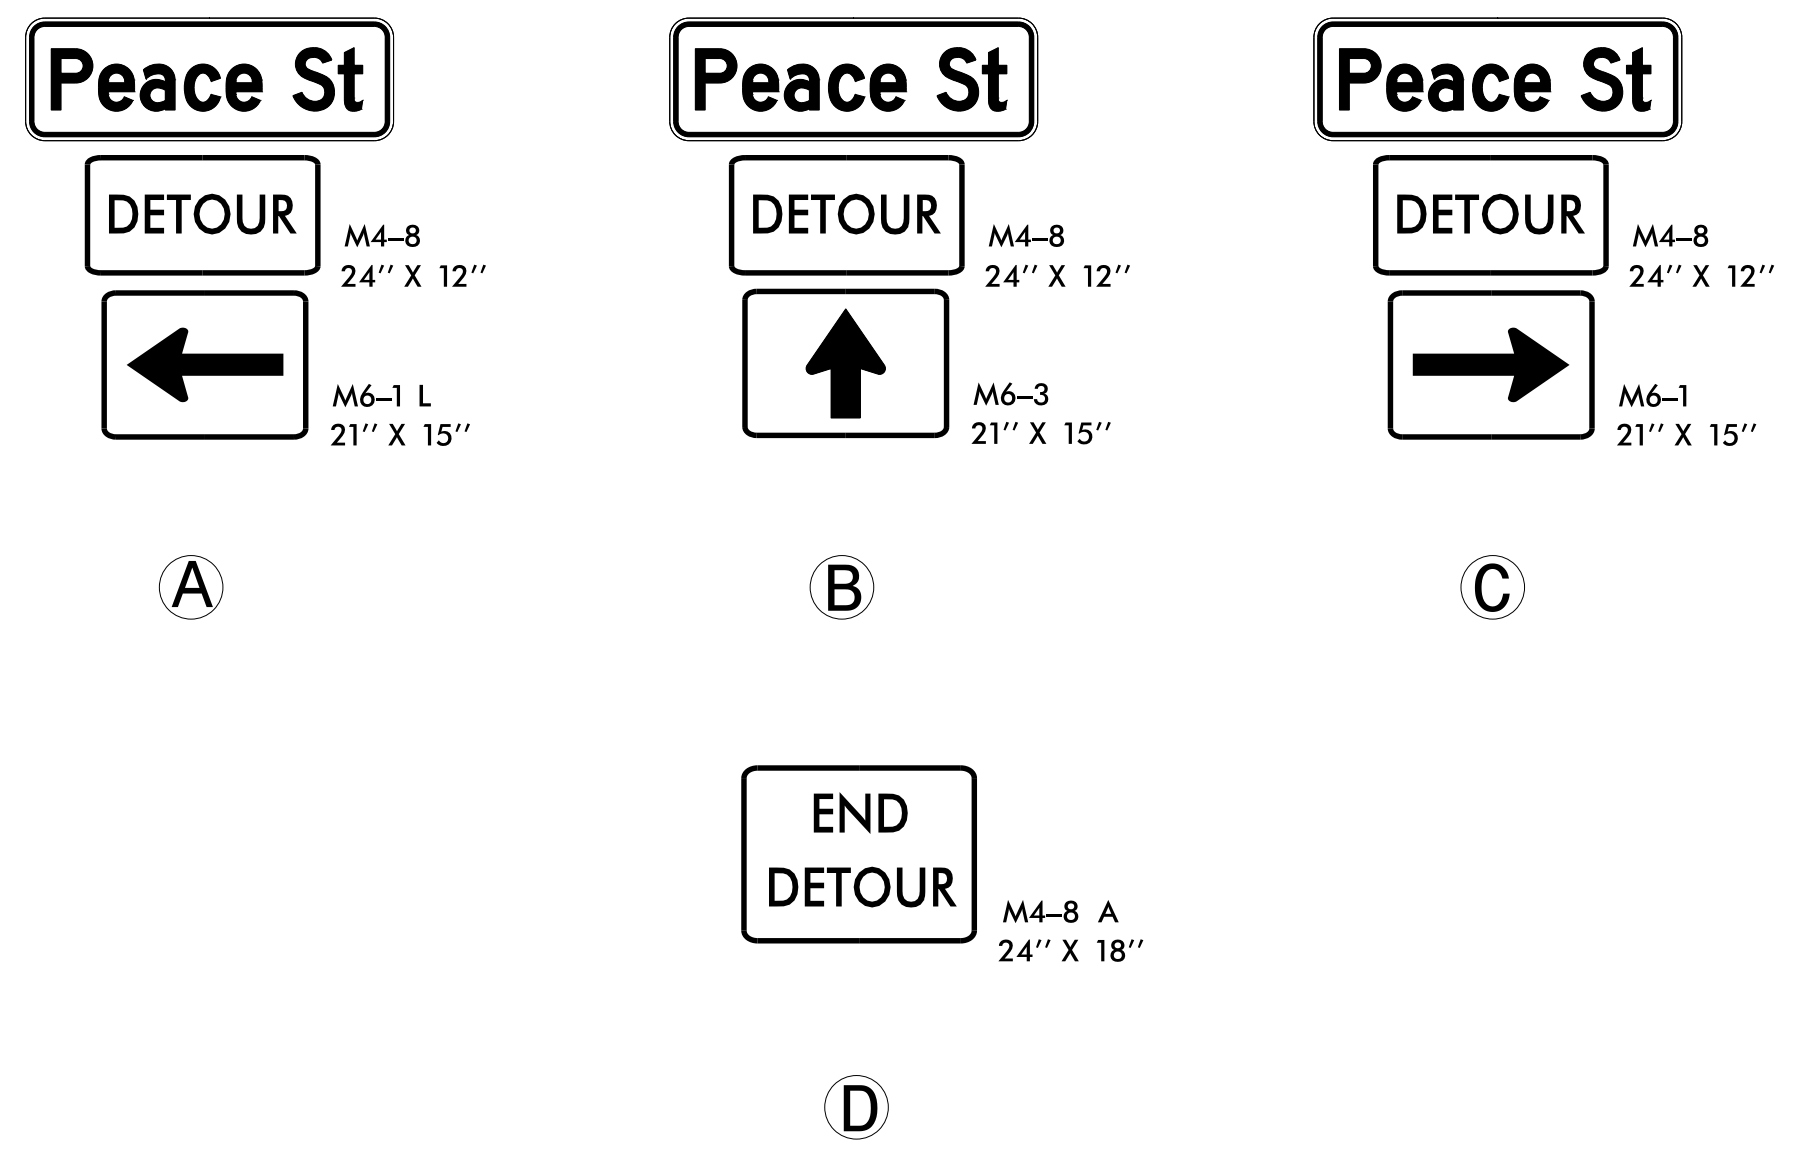 Peace St
DETOUR
M4–8
24'' X 12''
M6–1 L
21'' X 15''
A
Peace St
DETOUR
M4–8
24'' X 12''
M6–3
21'' X 15''
B
Peace St
DETOUR
M4–8
24'' X 12''
M6–1
21'' X 15''
C
END
DETOUR
M4–8 A
24'' X 18''
D